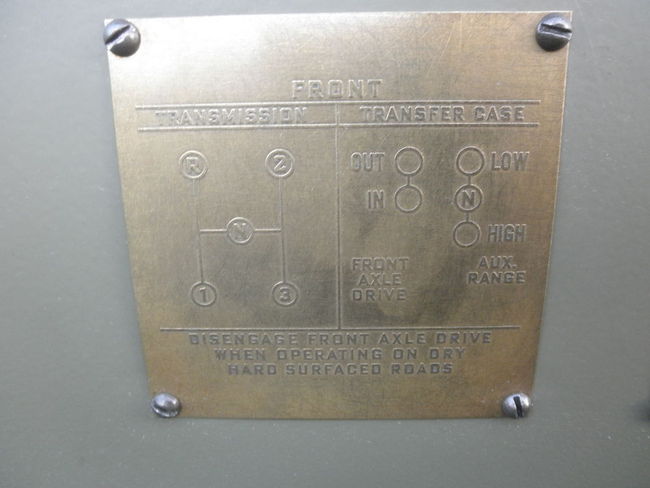 FRONT
TRANSMISSION TRANSFER CASE
R 2 OUT LOW
N IN N
HIGH
1 3 FRONT AXLE DRIVE AUX. RANGE
DISENGAGE FRONT AXLE DRIVE
WHEN OPERATING ON DRY
HARD SURFACED ROADS